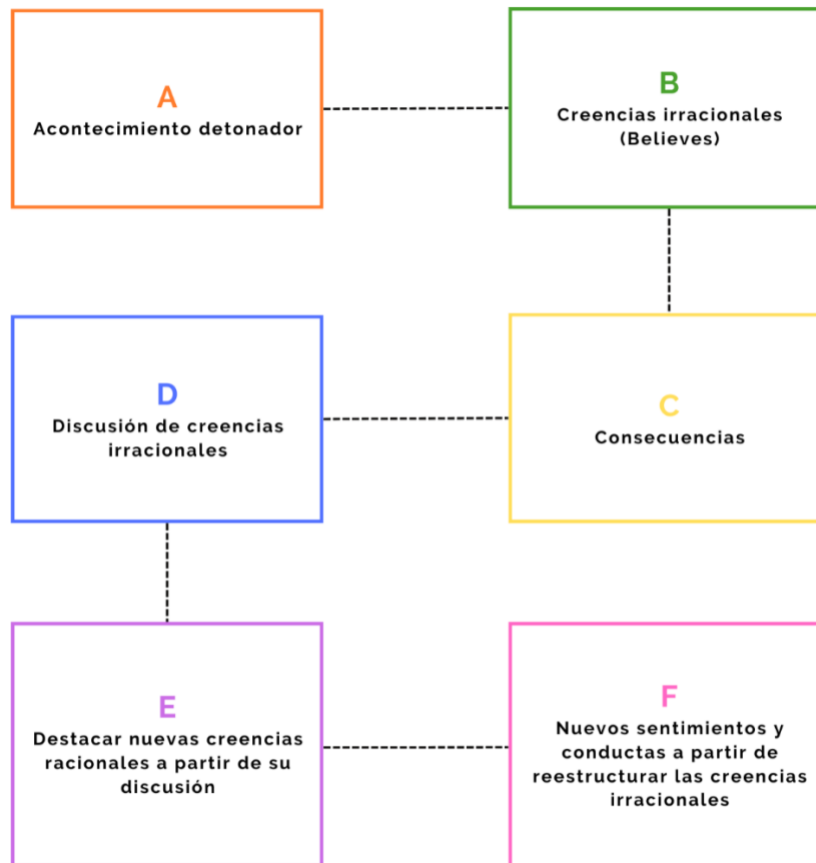 A
Acontecimiento detonador
B
Creencias irracionales
(Believes)
D
Discusión de creencias
irracionales
C
Consecuencias
E
Destacar nuevas creencias
racionales a partir de su
discusión
F
Nuevos sentimientos y
conductas a partir de
reestructurar las creencias
irracionales